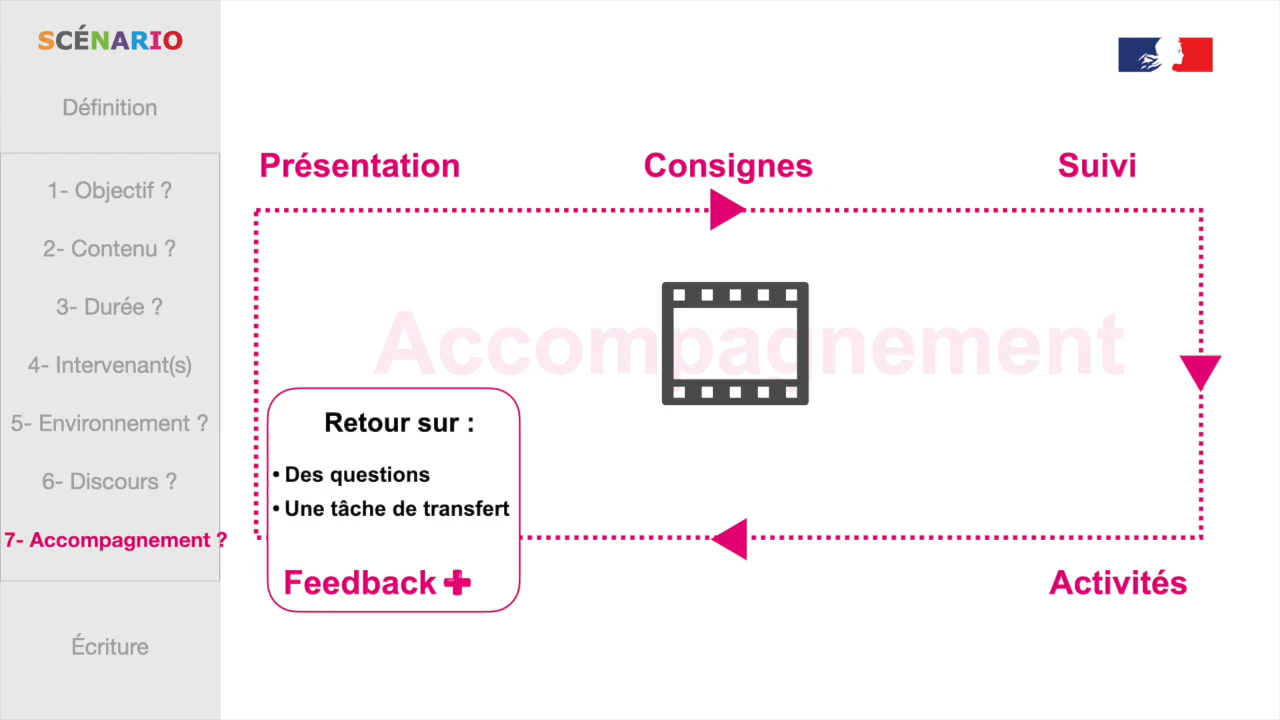 SCÉNARIO
Définition
1- Objectif ?
2- Contenu ?
3- Durée ?
4- Intervenant(s)
5- Environnement ?
6- Discours ?
7- Accompagnement ?
Écriture
Présentation
Consignes
Suivi
Accompagnement
Retour sur :
• Des questions
• Une tâche de transfert
Feedback
Activités